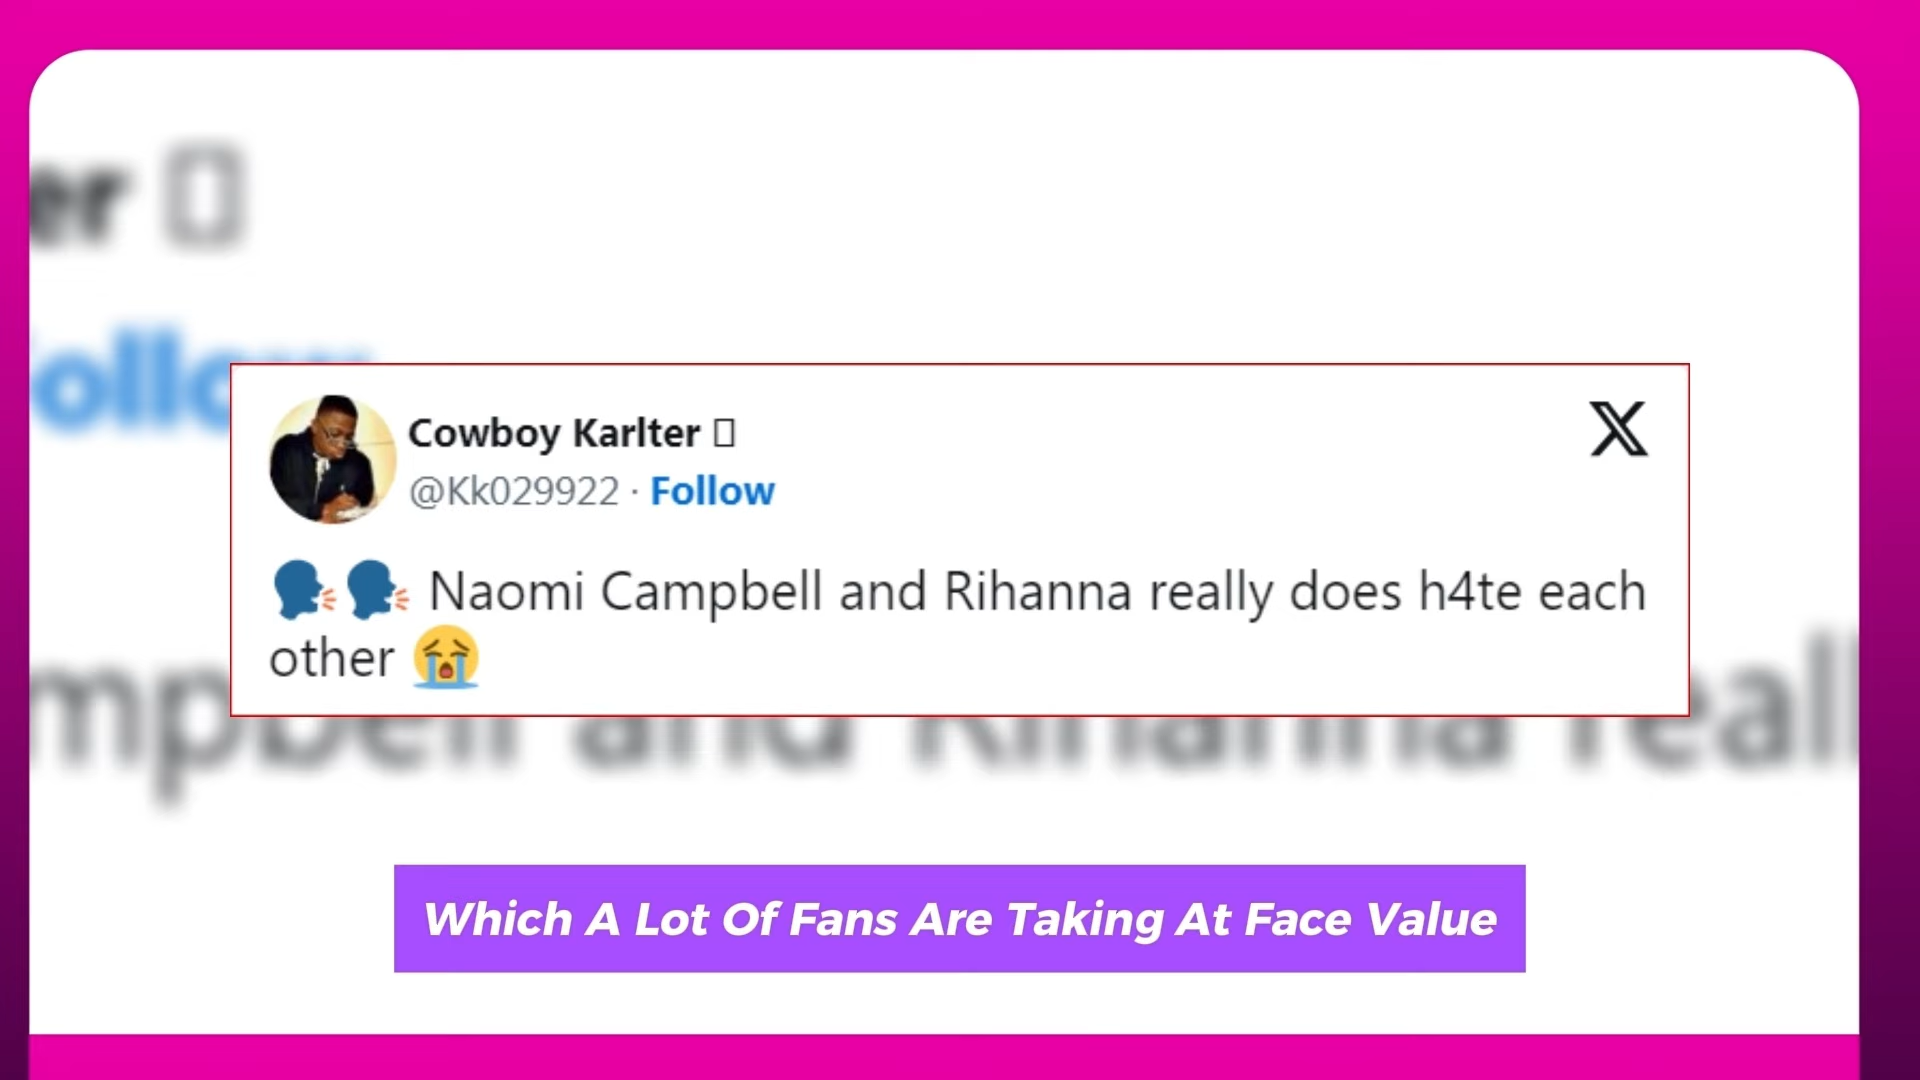 Cowboy Karlter
@Kk029922 · Follow
🗣️🗣️ Naomi Campbell and Rihanna really does h4te each
other 😭
Which A Lot Of Fans Are Taking At Face Value